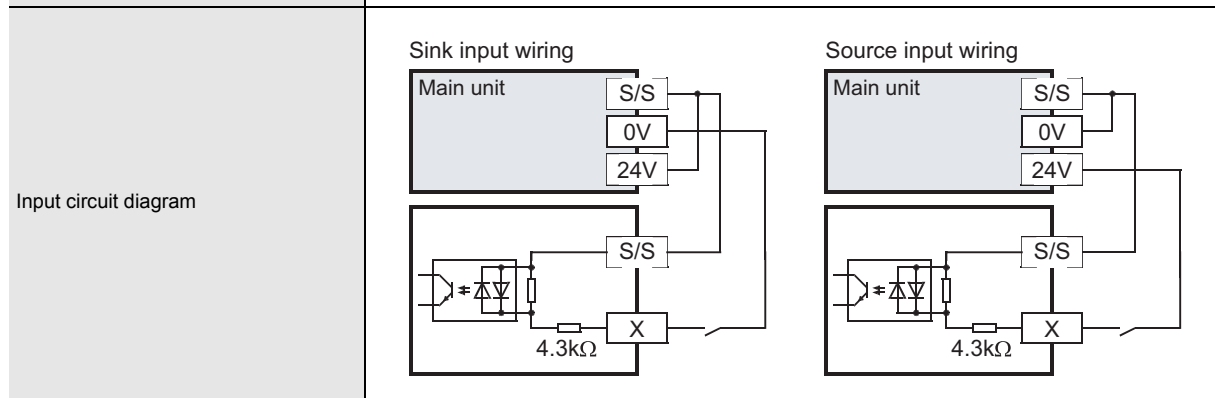 Input circuit diagram
Sink input wiring
Main unit
S/S
0V
24V
S/S
X
4.3kΩ
Source input wiring
Main unit
S/S
0V
24V
S/S
X
4.3kΩ